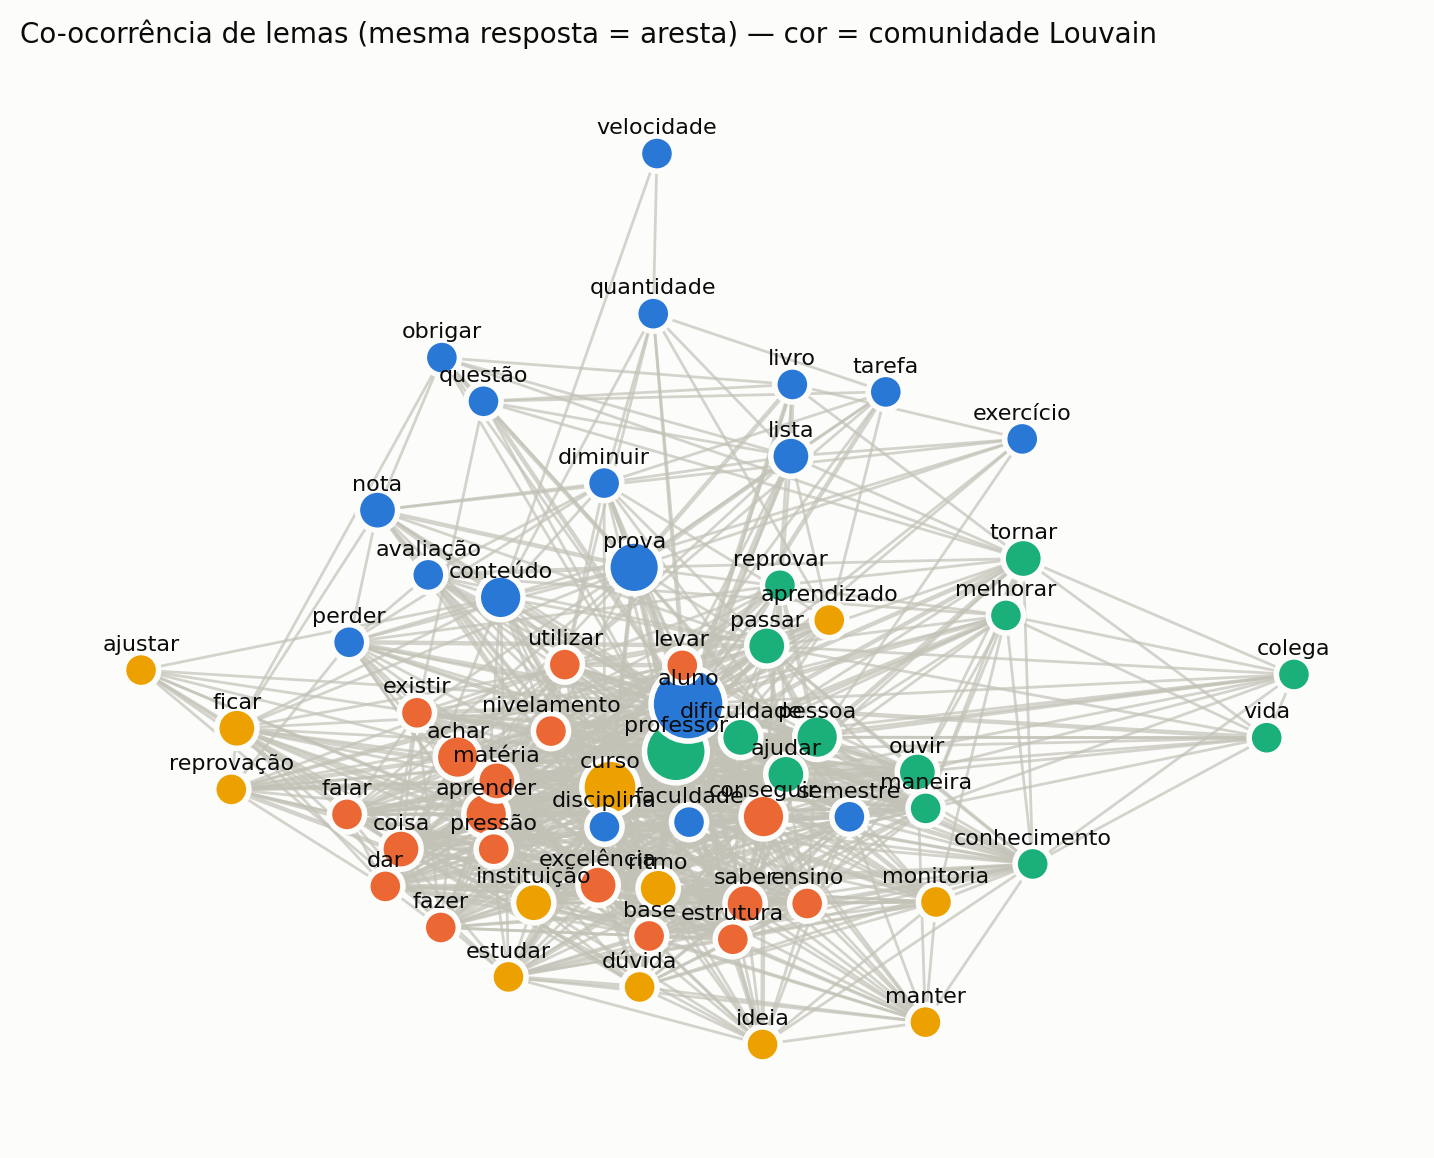 Co-ocorrência de lemas (mesma resposta = aresta) — cor = comunidade Louvain
velocidade
quantidade
obrigar
livro
tarefa
questão
exercício
lista
diminuir
nota
tornar
prova
avaliação
reprovar
conteúdo
melhorar
aprendizado
perder
passar
utilizar
levar
ajustar
colega
aluno
existir
ficar
nivelamento
dificuldade
pessoa
vida
professor
achar
ajudar
ouvir
matéria
curso
reprovação
maneira
falar
aprender
conseguir
semestre
faculdade
disciplina
coisa
pressão
conhecimento
dar
excelência
ritmo
instituição
saber
ensino
monitoria
fazer
base
estrutura
estudar
dúvida
manter
ideia